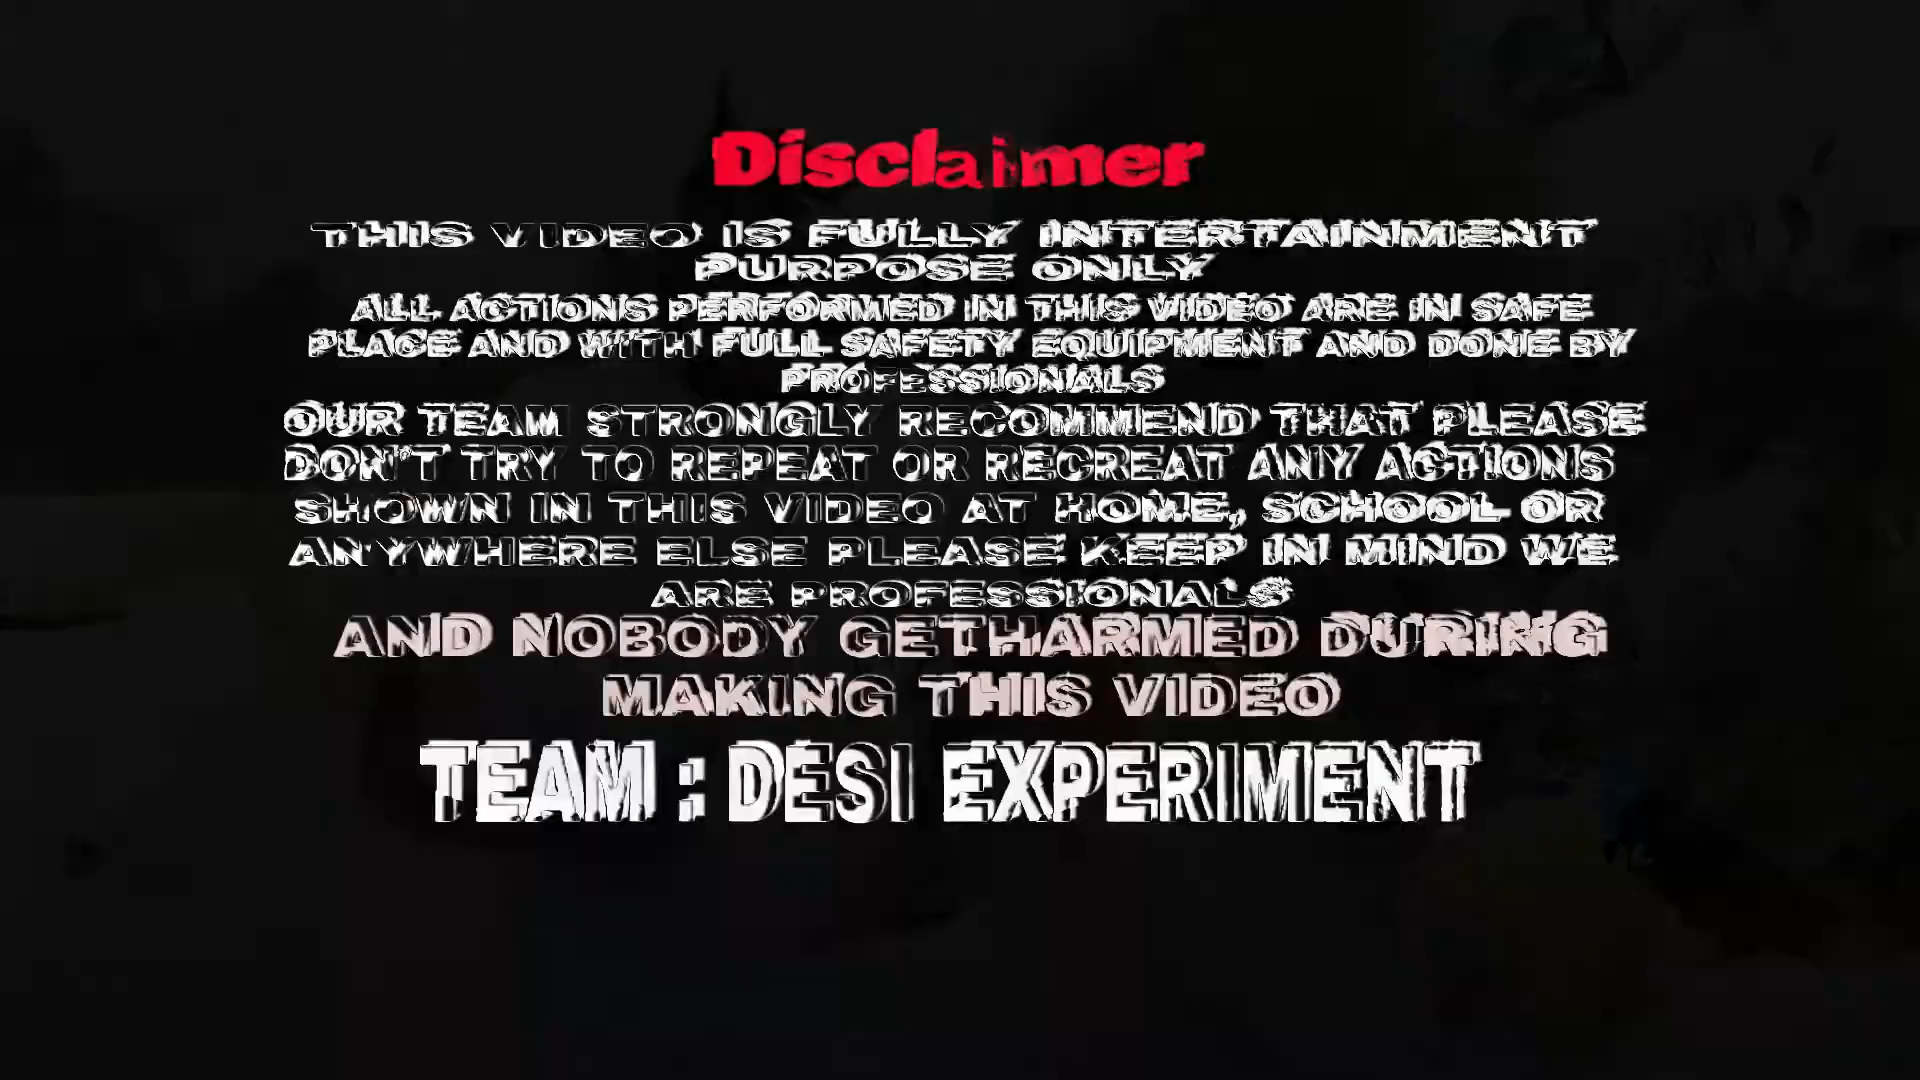 Disclaimer
THIS VIDEO IS FULLY INTERTAINMENT
PURPOSE ONLY
ALL ACTIONS PERFORMED IN THIS VIDEO ARE IN SAFE
PLACE AND WITH FULL SAFETY EQUIPMENT AND DONE BY
PROFESSIONALS
OUR TEAM STRONGLY RECOMMEND THAT PLEASE
DON'T TRY TO REPEAT OR RECREAT ANY ACTIONS
SHOWN IN THIS VIDEO AT HOME, SCHOOL OR
ANYWHERE ELSE PLEASE KEEP IN MIND WE
ARE PROFESSIONALS
AND NOBODY GETHARMED DURING
MAKING THIS VIDEO
TEAM : DESI EXPERIMENT